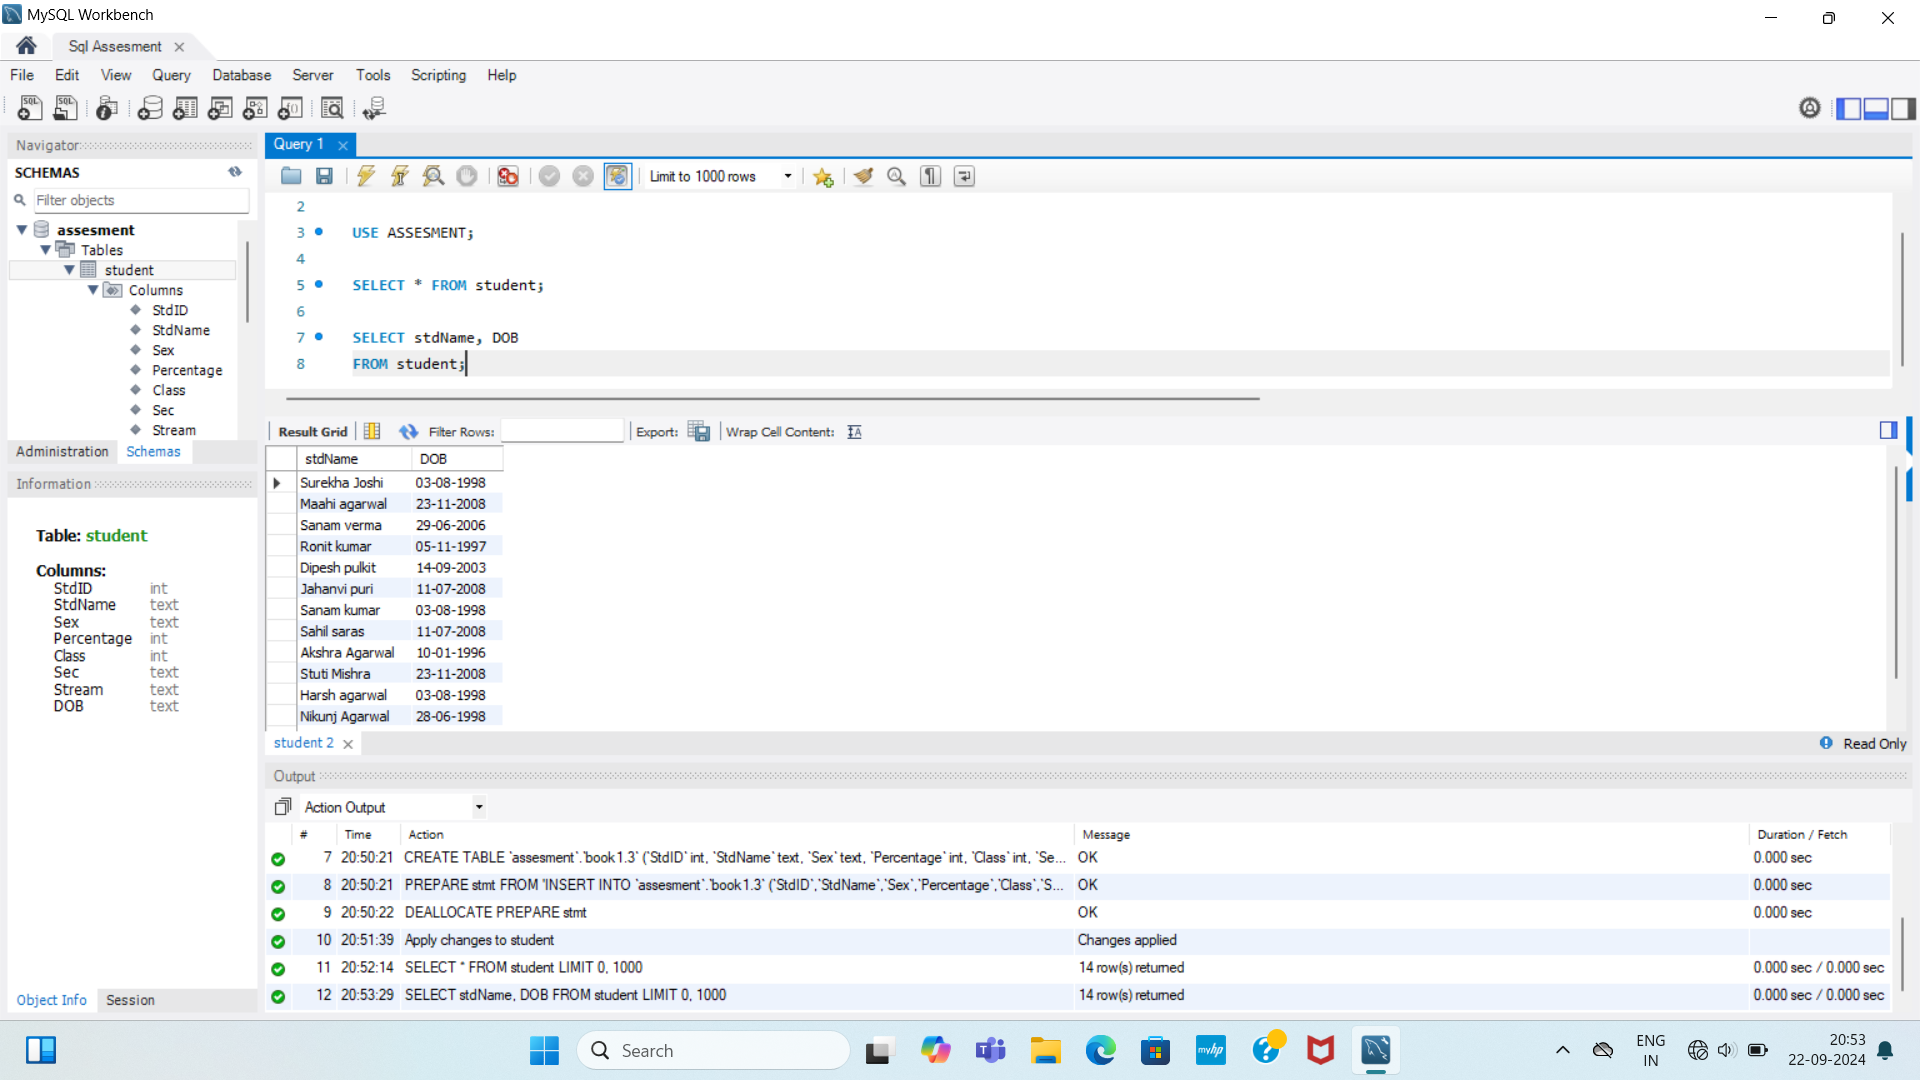 MySQL Workbench
Sql Assesment
File Edit View Query Database Server Tools Scripting Help
Navigator
SCHEMAS
Filter objects
assesment
Tables
student
Columns
StdID
StdName
Sex
Percentage
Class
Sec
Stream
Administration Schemas
Information
Table: student
Columns:
StdID int
StdName text
Sex text
Percentage int
Class int
Sec text
Stream text
DOB text
Object Info Session
Query 1
Limit to 1000 rows
2
3 USE ASSESMENT;
4
5 SELECT * FROM student;
6
7 SELECT stdName, DOB
8 FROM student;
Result Grid Filter Rows: Export: Wrap Cell Content:
stdName DOB
Surekha Joshi 03-08-1998
Maahi agarwal 23-11-2008
Sanam verma 29-06-2006
Ronit kumar 05-11-1997
Dipesh pulkit 14-09-2003
Jahanvi puri 11-07-2008
Sanam kumar 03-08-1998
Sahil saras 11-07-2008
Akshra Agarwal 10-01-1996
Stuti Mishra 23-11-2008
Harsh agarwal 03-08-1998
Nikunj Agarwal 28-06-1998
student 2 Read Only
Output
Action Output
# Time Action Message Duration / Fetch
7 20:50:21 CREATE TABLE `assesment`.`book1.3` (`StdID` int, `StdName` text, `Sex` text, `Percentage` int, `Class` int, `Se... OK 0.000 sec
8 20:50:21 PREPARE stmt FROM 'INSERT INTO `assesment`.`book1.3` (`StdID`,`StdName`,`Sex`,`Percentage`,`Class`,`S... OK 0.000 sec
9 20:50:22 DEALLOCATE PREPARE stmt OK 0.000 sec
10 20:51:39 Apply changes to student Changes applied
11 20:52:14 SELECT * FROM student LIMIT 0, 1000 14 row(s) returned 0.000 sec / 0.000 sec
12 20:53:29 SELECT stdName, DOB FROM student LIMIT 0, 1000 14 row(s) returned 0.000 sec / 0.000 sec
Search
myhp
ENG
IN
20:53
22-09-2024